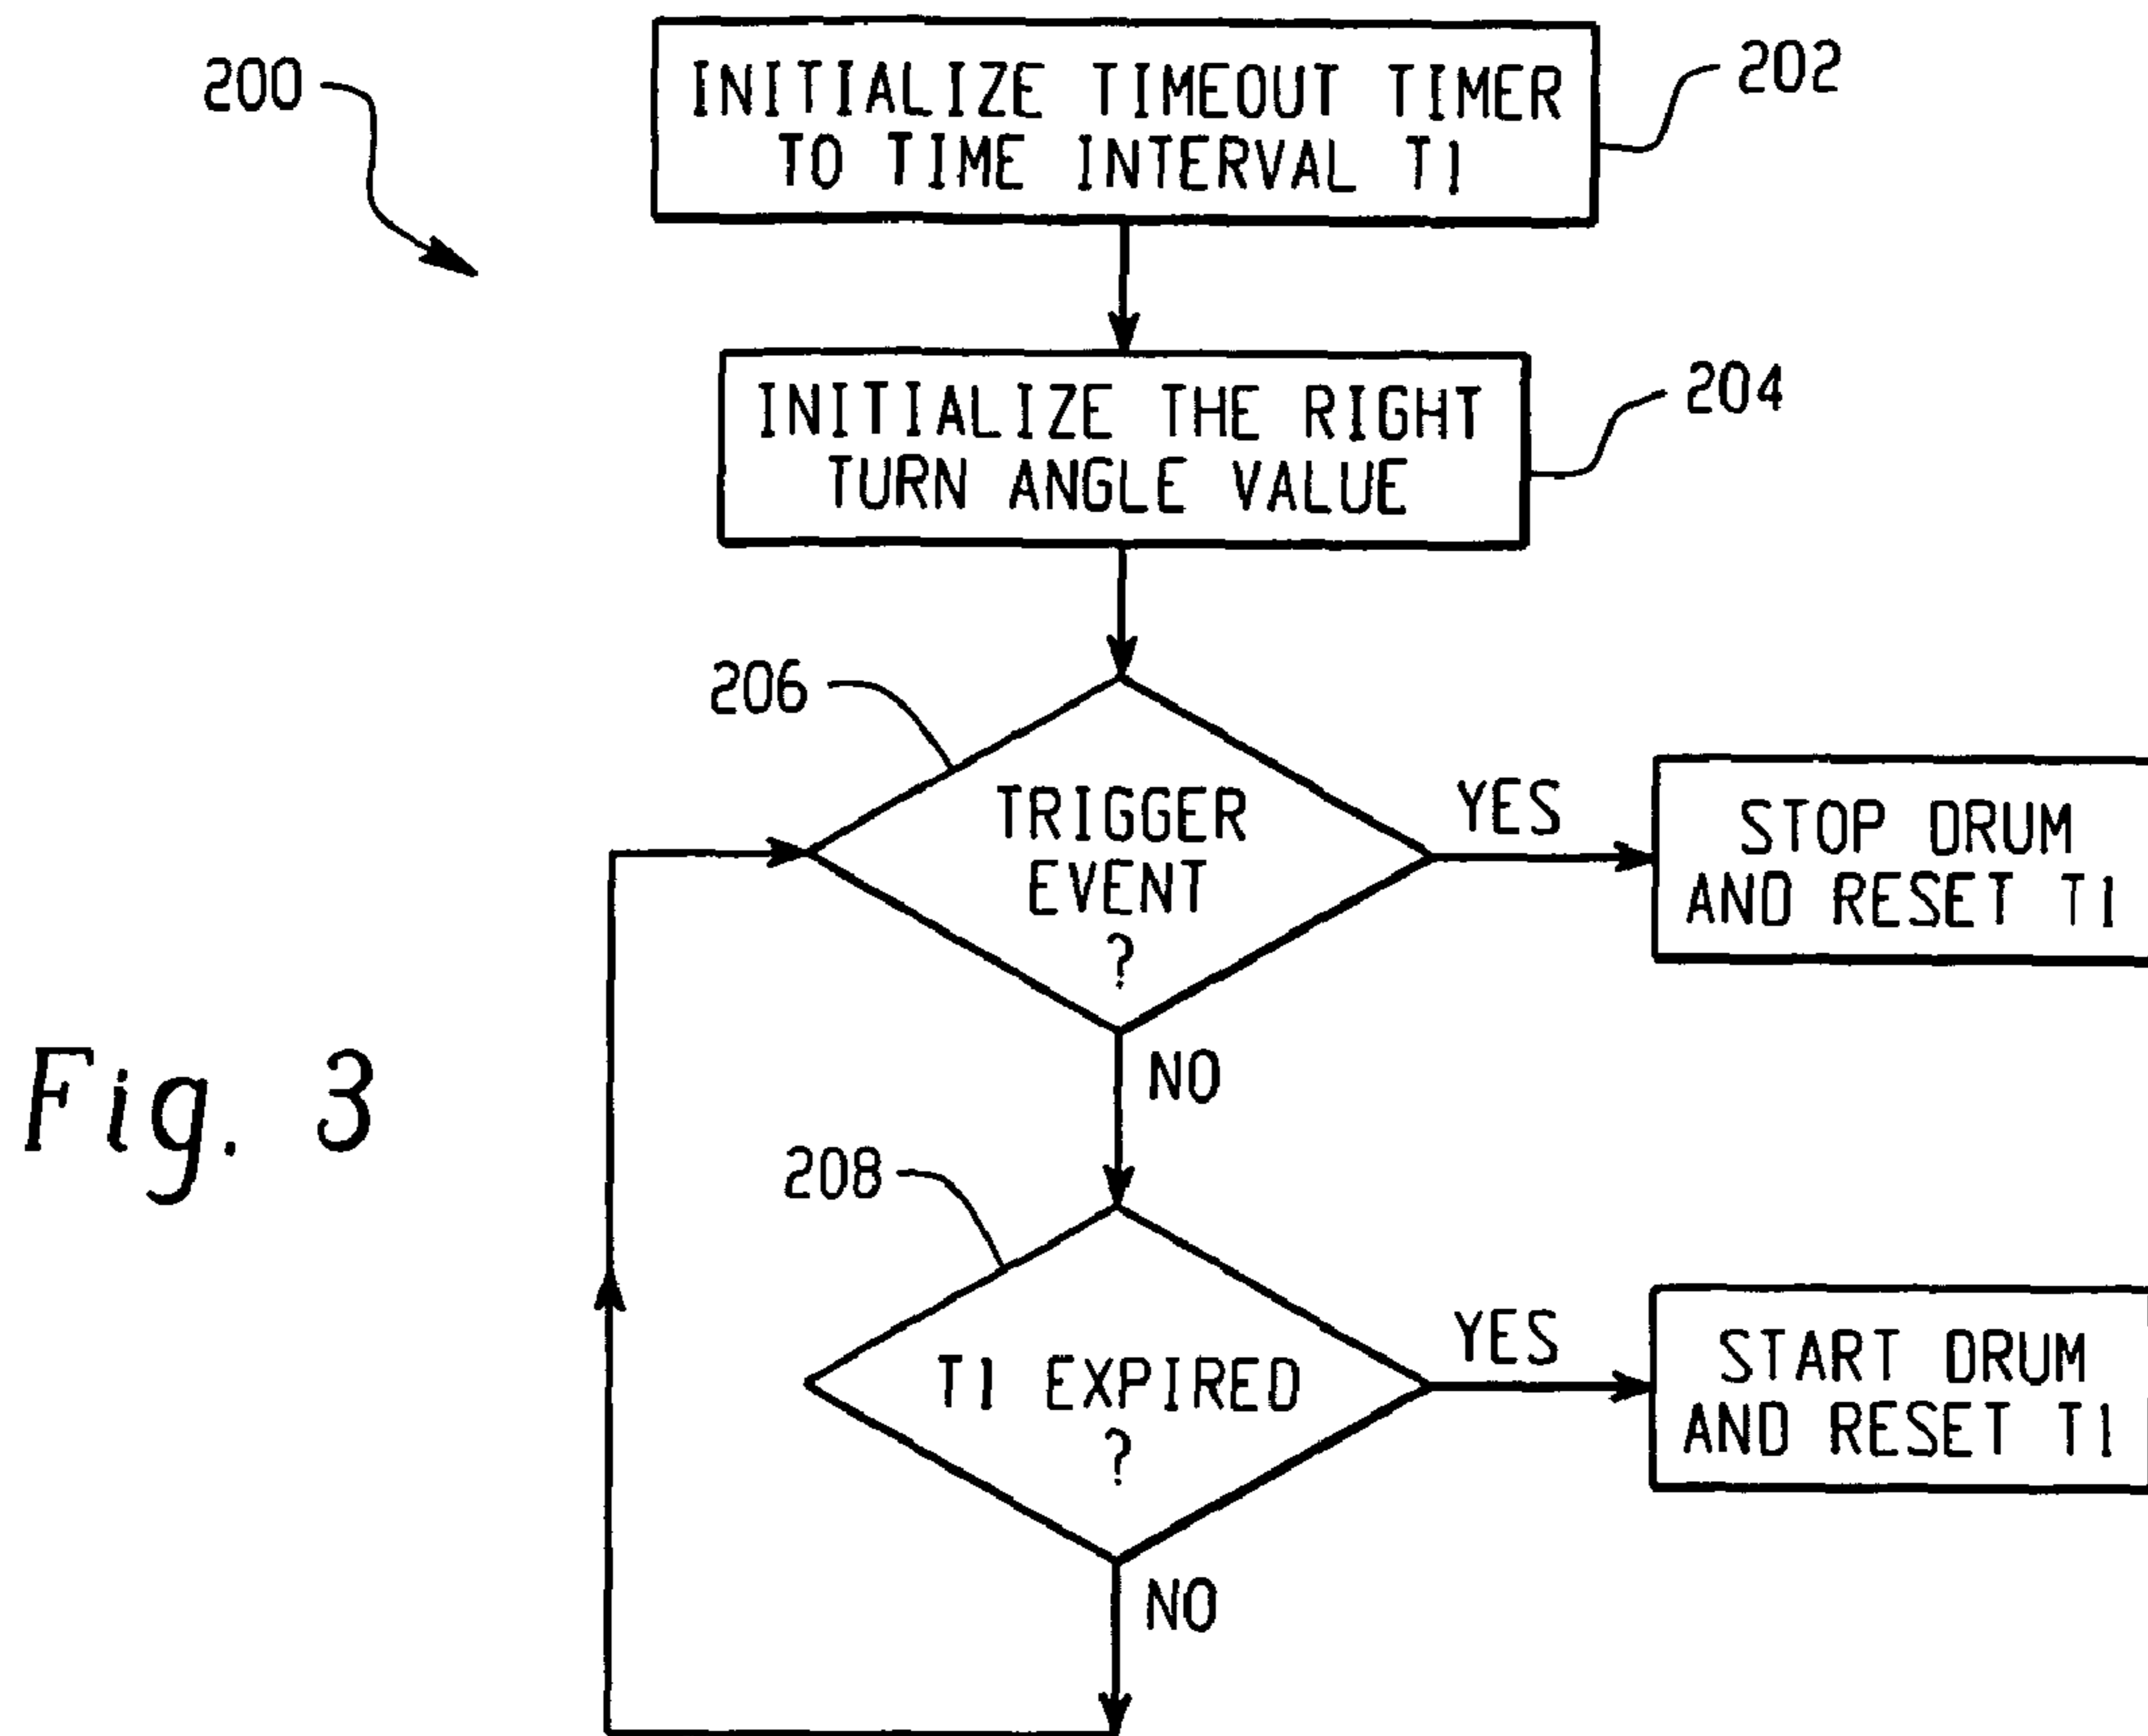 200
INITIALIZE TIMEOUT TIMER
TO TIME INTERVAL T1
202
INITIALIZE THE RIGHT
TURN ANGLE VALUE
204
206
TRIGGER
EVENT
?
YES
STOP DRUM
AND RESET T1
NO
Fig. 3
208
T1 EXPIRED
?
YES
START DRUM
AND RESET T1
NO